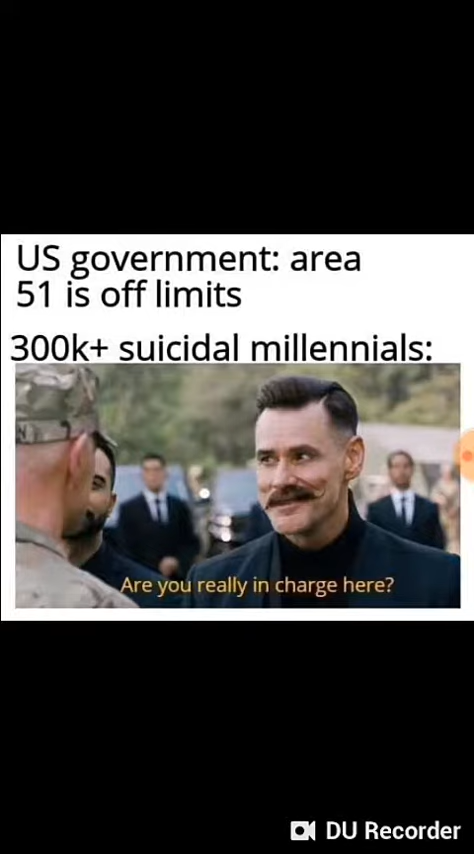 US government: area
51 is off limits
300k+ suicidal millennials:
Are you really in charge here?
DU Recorder